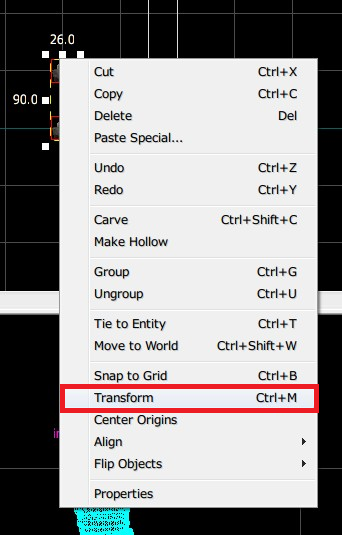 26.0
90.0
Cut Ctrl+X
Copy Ctrl+C
Delete Del
Paste Special...
Undo Ctrl+Z
Redo Ctrl+Y
Carve Ctrl+Shift+C
Make Hollow
Group Ctrl+G
Ungroup Ctrl+U
Tie to Entity Ctrl+T
Move to World Ctrl+Shift+W
Snap to Grid Ctrl+B
Transform Ctrl+M
Center Origins
Align
Flip Objects
Properties